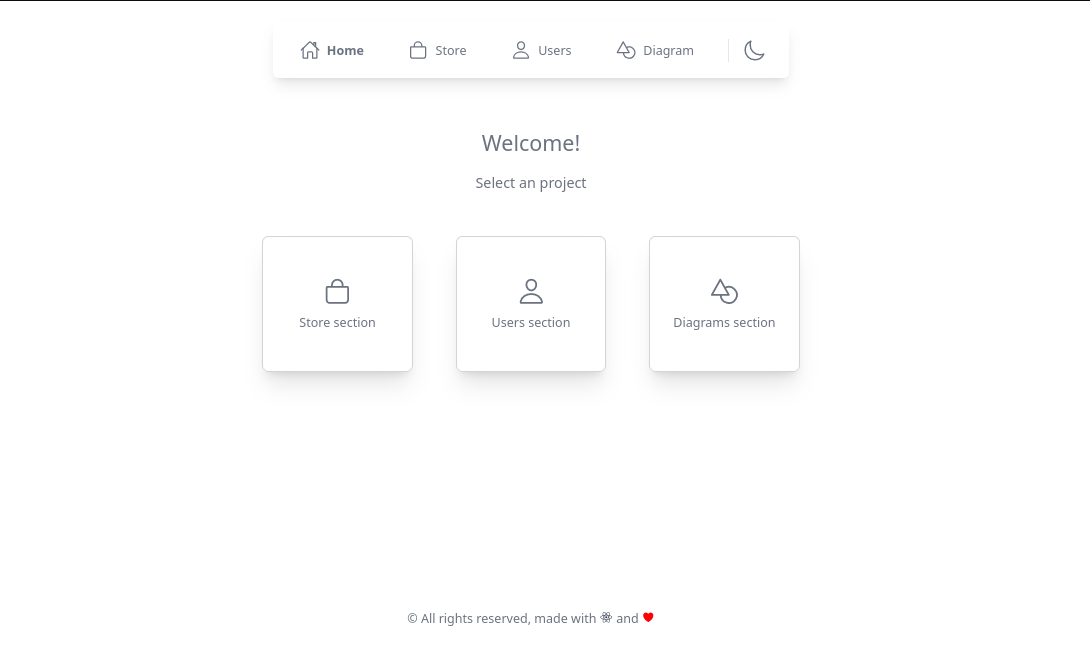 Home Store Users Diagram
Welcome!
Select an project
Store section Users section Diagrams section
© All rights reserved, made with and